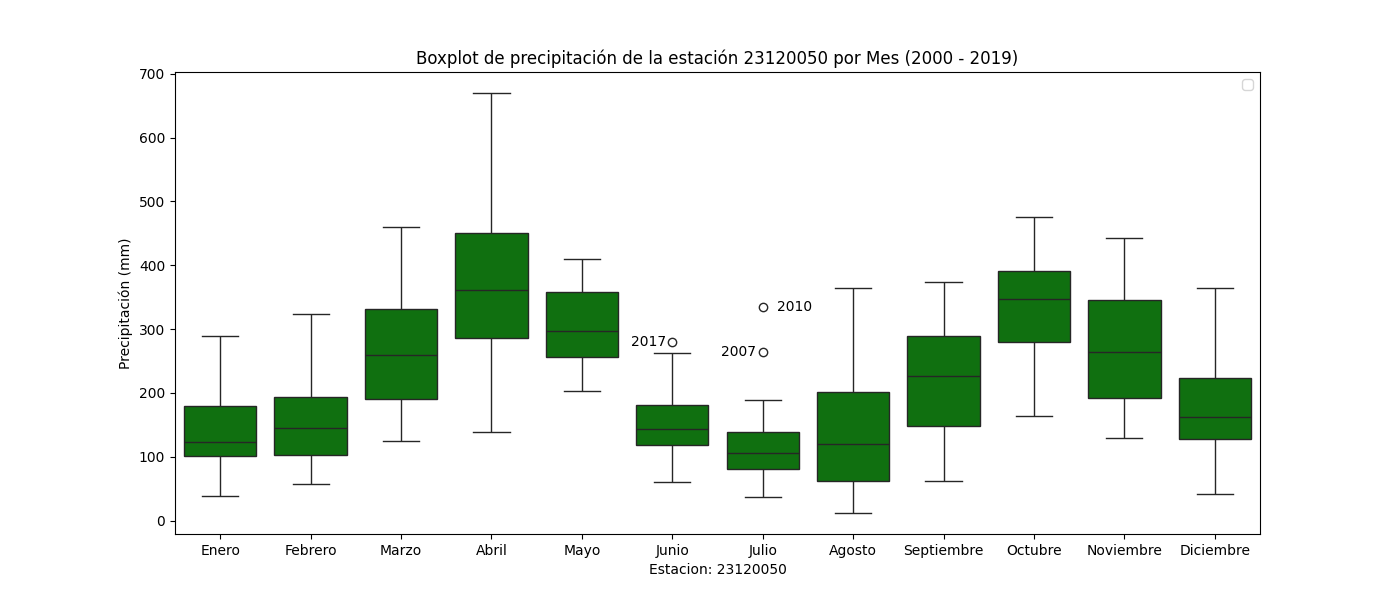 Boxplot de precipitación de la estación 23120050 por Mes (2000 - 2019)
Precipitación (mm)
700
600
500
400
300
200
100
0
2017
2010
2007
Enero Febrero Marzo Abril Mayo Junio Julio Agosto Septiembre Octubre Noviembre Diciembre
Estacion: 23120050